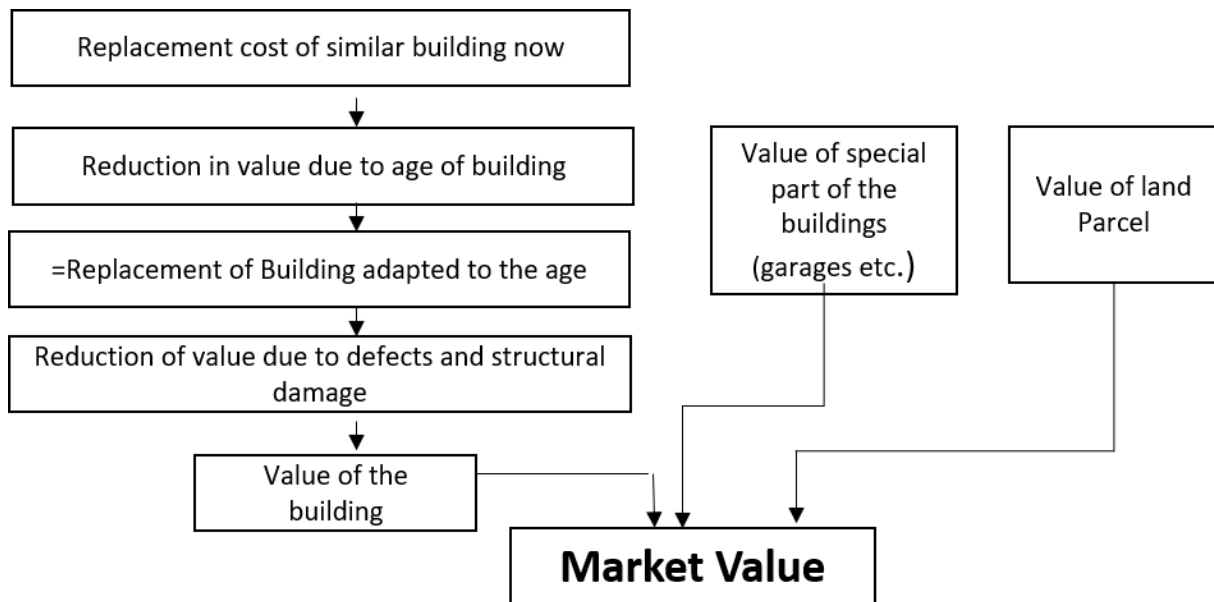 Replacement cost of similar building now
Reduction in value due to age of building
=Replacement of Building adapted to the age
Reduction of value due to defects and structural
damage
Value of the
building
Value of special
part of the
buildings
(garages etc.)
Value of land
Parcel
Market Value